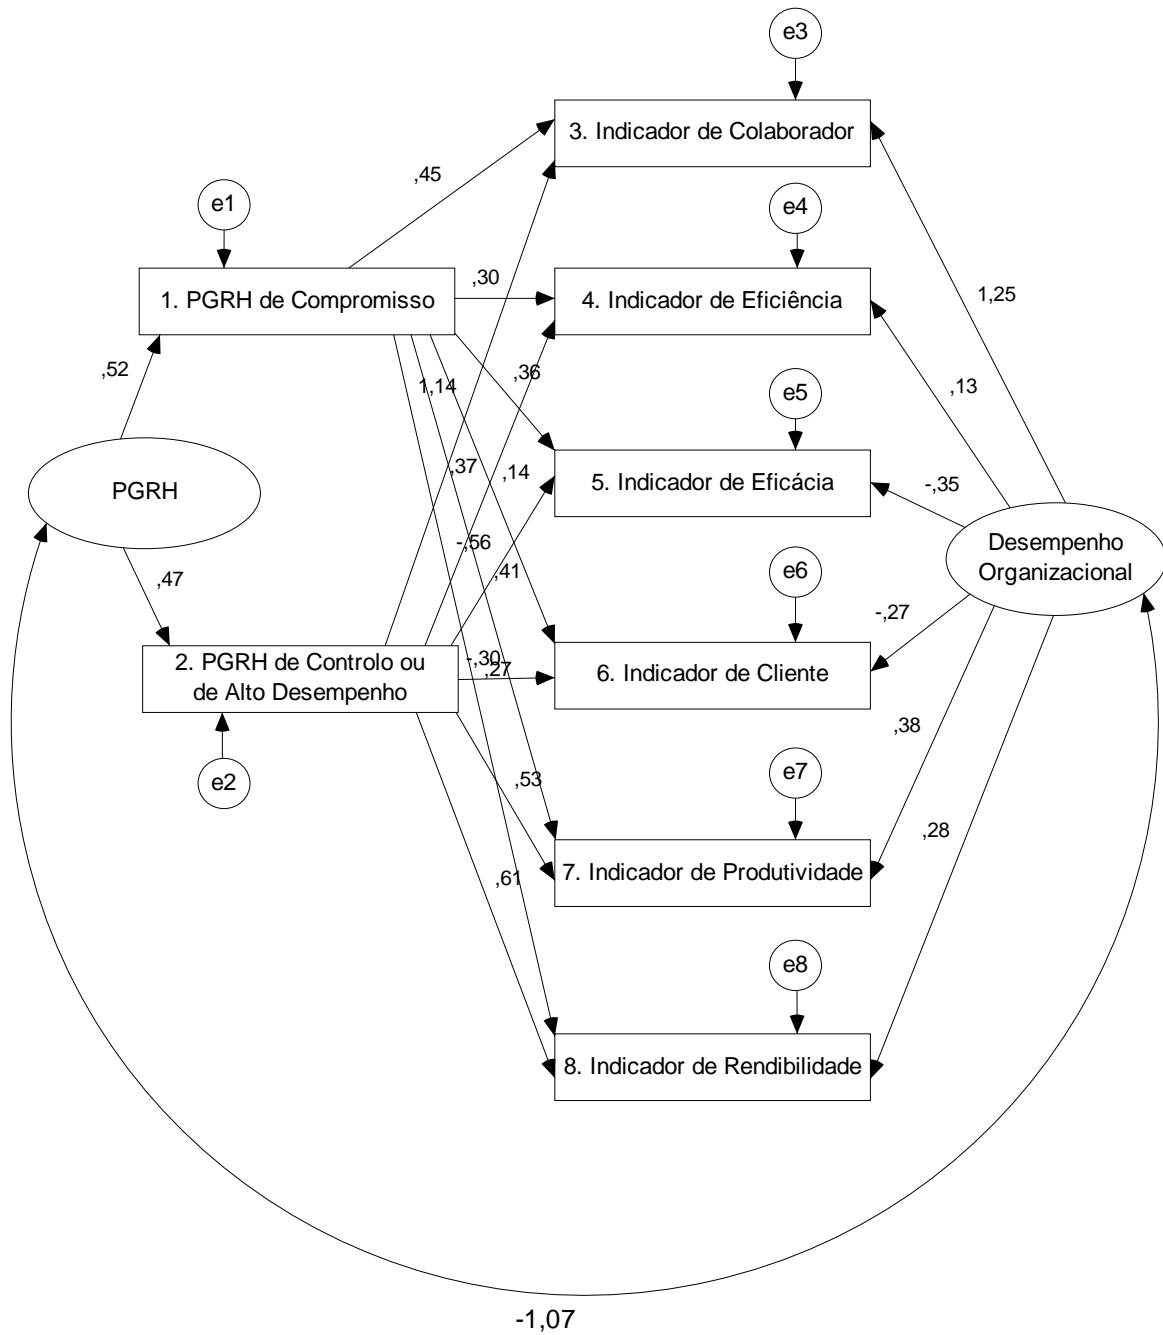 e3
3. Indicador de Colaborador
,45
e1
e4
1. PGRH de Compromisso
,30
4. Indicador de Eficiência
1,25
,52
1,14
,36
e5
,13
PGRH
,37
,14
5. Indicador de Eficácia
-,35
-,56
,41
e6
Desempenho
Organizacional
,47
-,27
2. PGRH de Controlo ou
de Alto Desempenho
-,30
,27
6. Indicador de Cliente
,38
e2
,53
e7
,28
,61
7. Indicador de Produtividade
e8
8. Indicador de Rendibilidade
-1,07